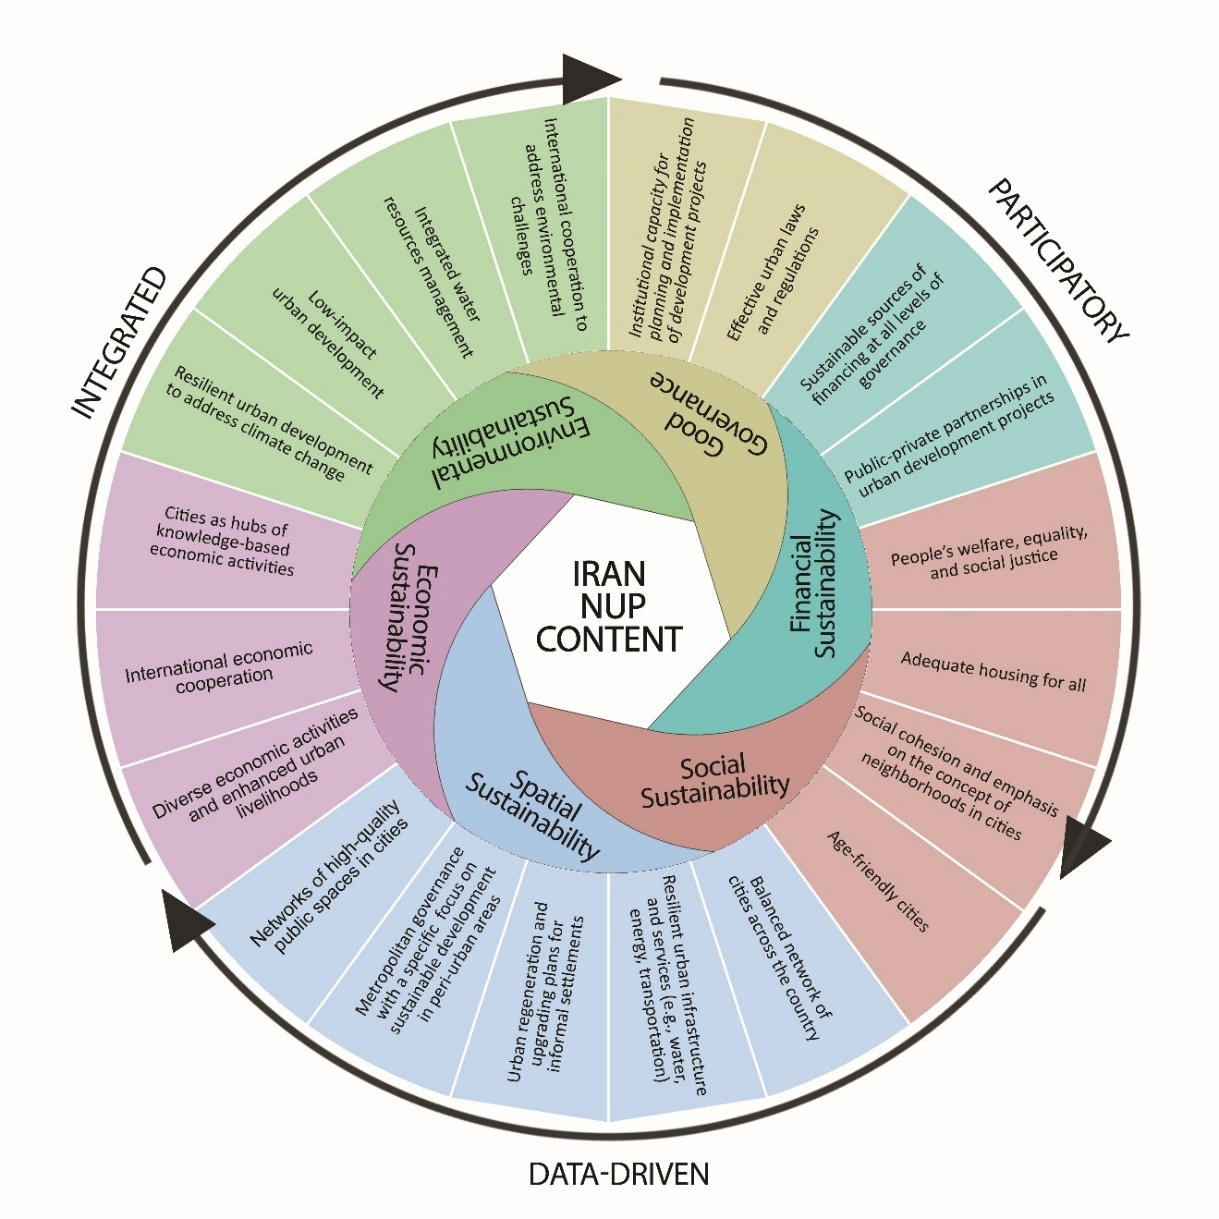 IRAN
NUP
CONTENT
Good
Governance
Financial
Sustainability
Social
Sustainability
Spatial
Sustainability
Economic
Sustainability
Environmental
Sustainability
Institutional capacity for
planning and implementation
of development projects
Effective urban laws
and regulations
Sustainable sources of
financing at all levels of
governance
Public-private partnerships in
urban development projects
People's welfare, equality,
and social justice
Adequate housing for all
Social cohesion and emphasis
on the concept of
neighborhoods in cities
Age-friendly cities
Balanced network of
cities across the country
Resilient urban infrastructure
and services (e.g., water,
energy, transportation)
Urban regeneration and
upgrading plans for
informal settlements
Metropolitan governance
with a specific focus on
sustainable development
in peri-urban areas
Networks of high-quality
public spaces in cities
Diverse economic activities
and enhanced urban
livelihoods
International economic
cooperation
Cities as hubs of
knowledge-based
economic activities
Resilient urban development
to address climate change
Low-impact
urban development
Integrated water
resources management
International cooperation to
address environmental
challenges
PARTICIPATORY
DATA-DRIVEN
INTEGRATED